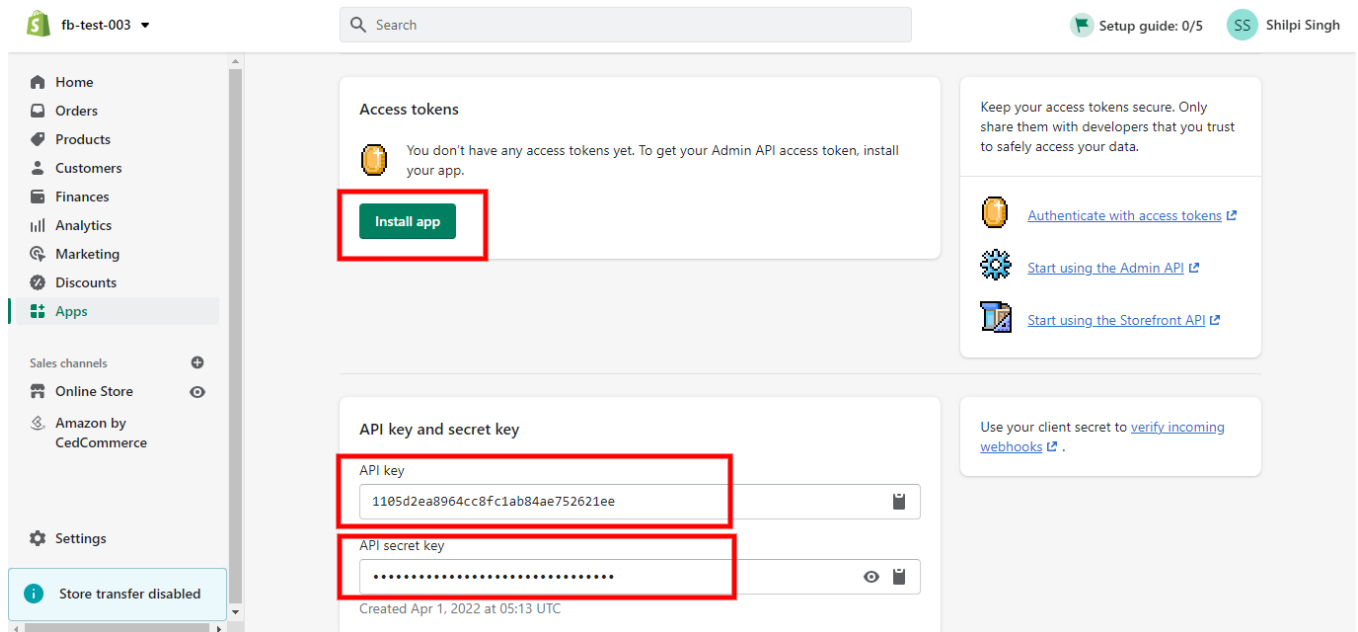 fb-test-003
Search
Setup guide: 0/5
SS
Shilpi Singh
Home
Orders
Products
Customers
Finances
Analytics
Marketing
Discounts
Apps
Sales channels
Online Store
Amazon by
CedCommerce
Settings
Store transfer disabled
Access tokens
You don't have any access tokens yet. To get your Admin API access token, install
your app.
Install app
Keep your access tokens secure. Only
share them with developers that you trust
to safely access your data.
Authenticate with access tokens
Start using the Admin API
Start using the Storefront API
API key and secret key
API key
1105d2ea8964cc8fc1ab84ae752621ee
API secret key
••••••••••••••••••••••••••••••••
Created Apr 1, 2022 at 05:13 UTC
Use your client secret to verify incoming
webhooks .